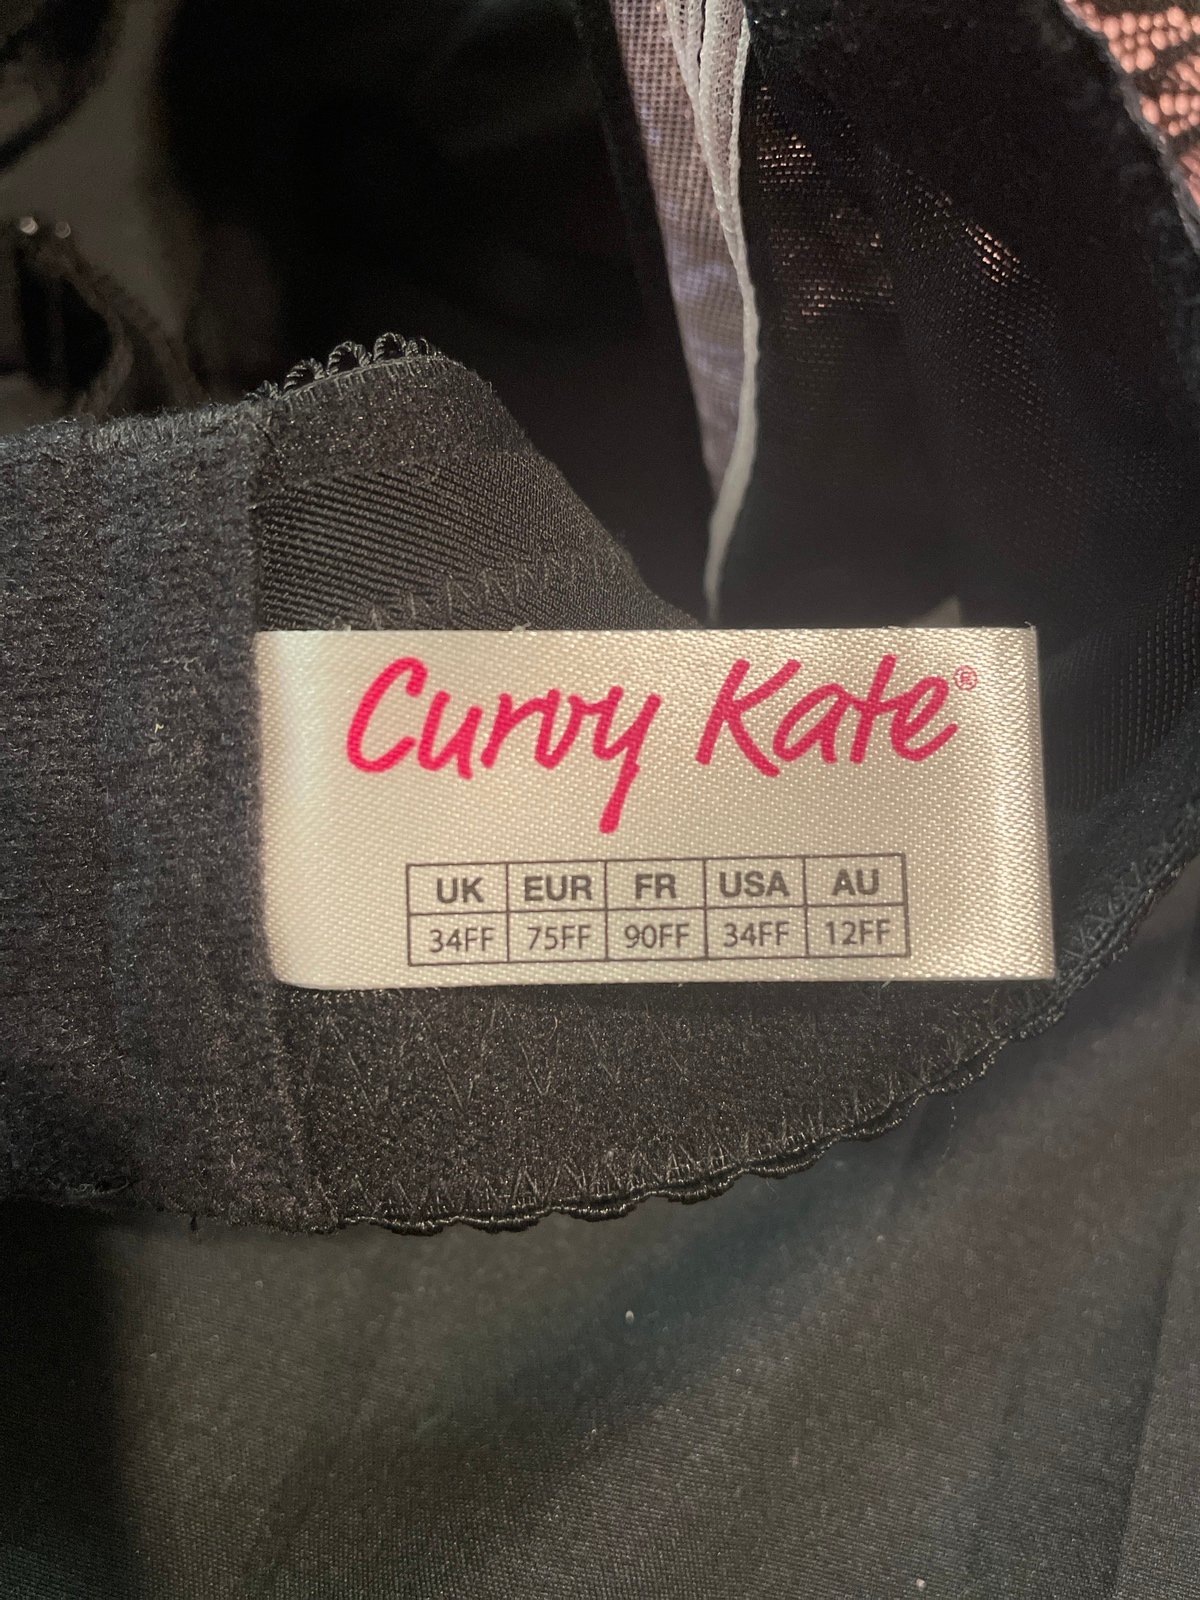 Curvy Kate®
UK EUR FR USA AU
34FF 75FF 90FF 34FF 12FF